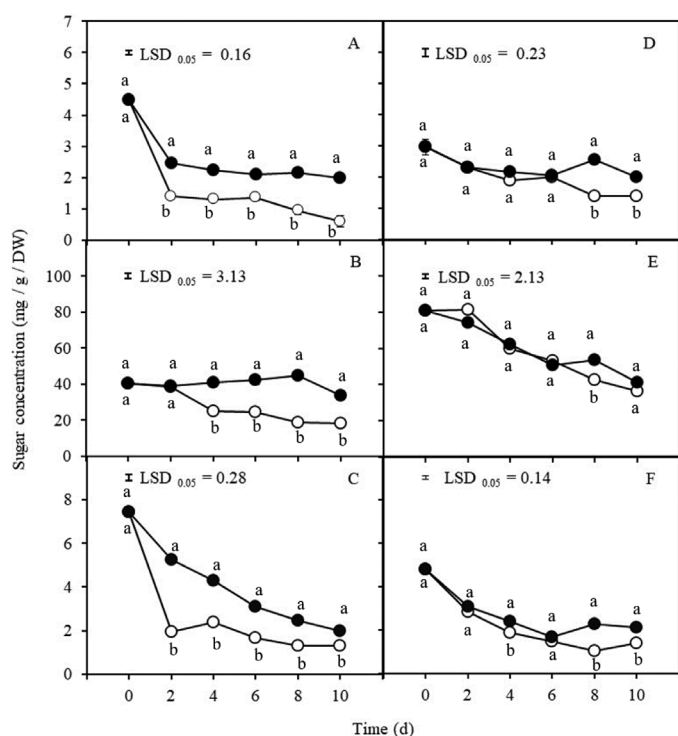 7
6
5
4
3
2
1
0
A
LSD 0.05 = 0.16
a
a
a
a
a
a
a
b
b
b
b
b
D
LSD 0.05 = 0.23
a
a
a
a
a
a
a
a
a
a
b
b
100
80
60
40
20
0
B
LSD 0.05 = 3.13
a
a
a
a
a
a
a
a
b
b
b
b
E
LSD 0.05 = 2.13
a
a
a
a
a
a
a
a
a
a
b
a
8
6
4
2
0
C
LSD 0.05 = 0.28
a
a
a
a
a
a
a
b
b
b
b
b
F
LSD 0.05 = 0.14
a
a
a
a
a
a
a
a
b
a
b
b
Sugar concentration (mg / g / DW)
0 2 4 6 8 10
0 2 4 6 8 10
Time (d)